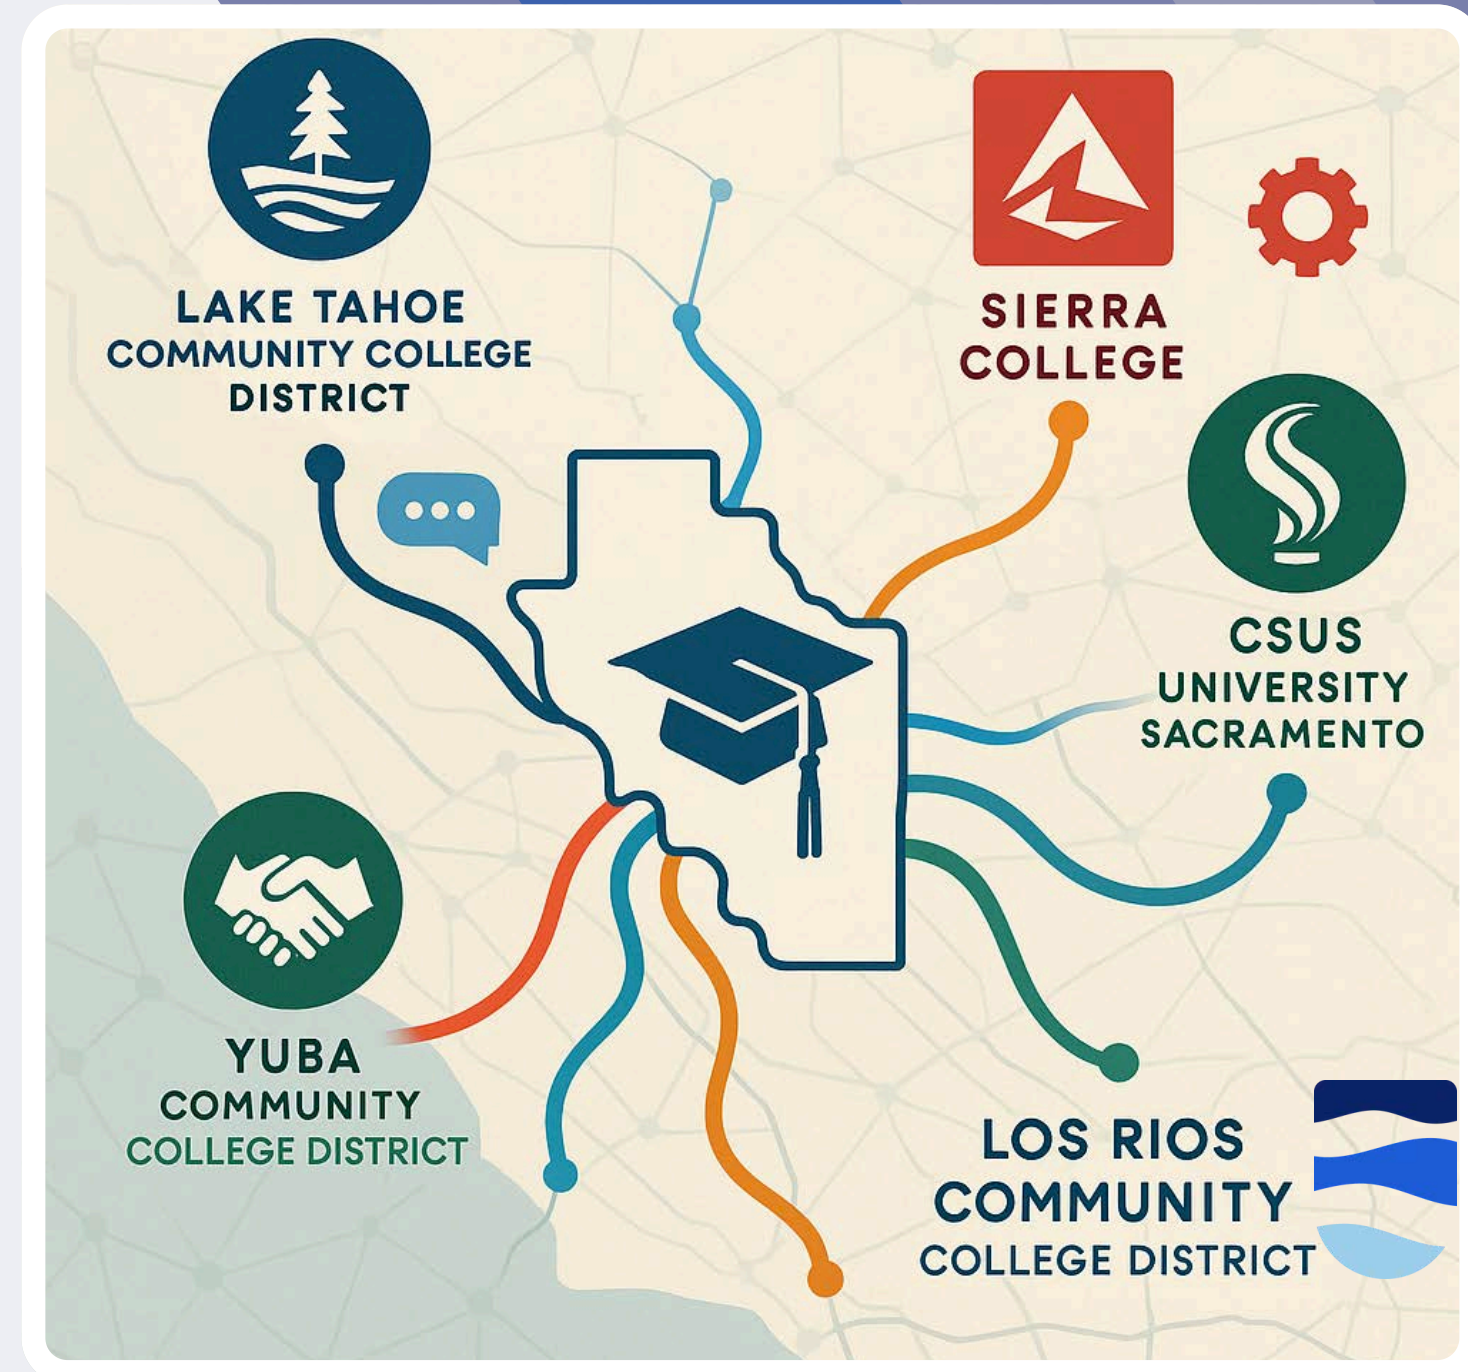 LAKE TAHOE
COMMUNITY COLLEGE
DISTRICT
SIERRA
COLLEGE
CSUS
UNIVERSITY
SACRAMENTO
YUBA
COMMUNITY
COLLEGE DISTRICT
LOS RIOS
COMMUNITY
COLLEGE DISTRICT